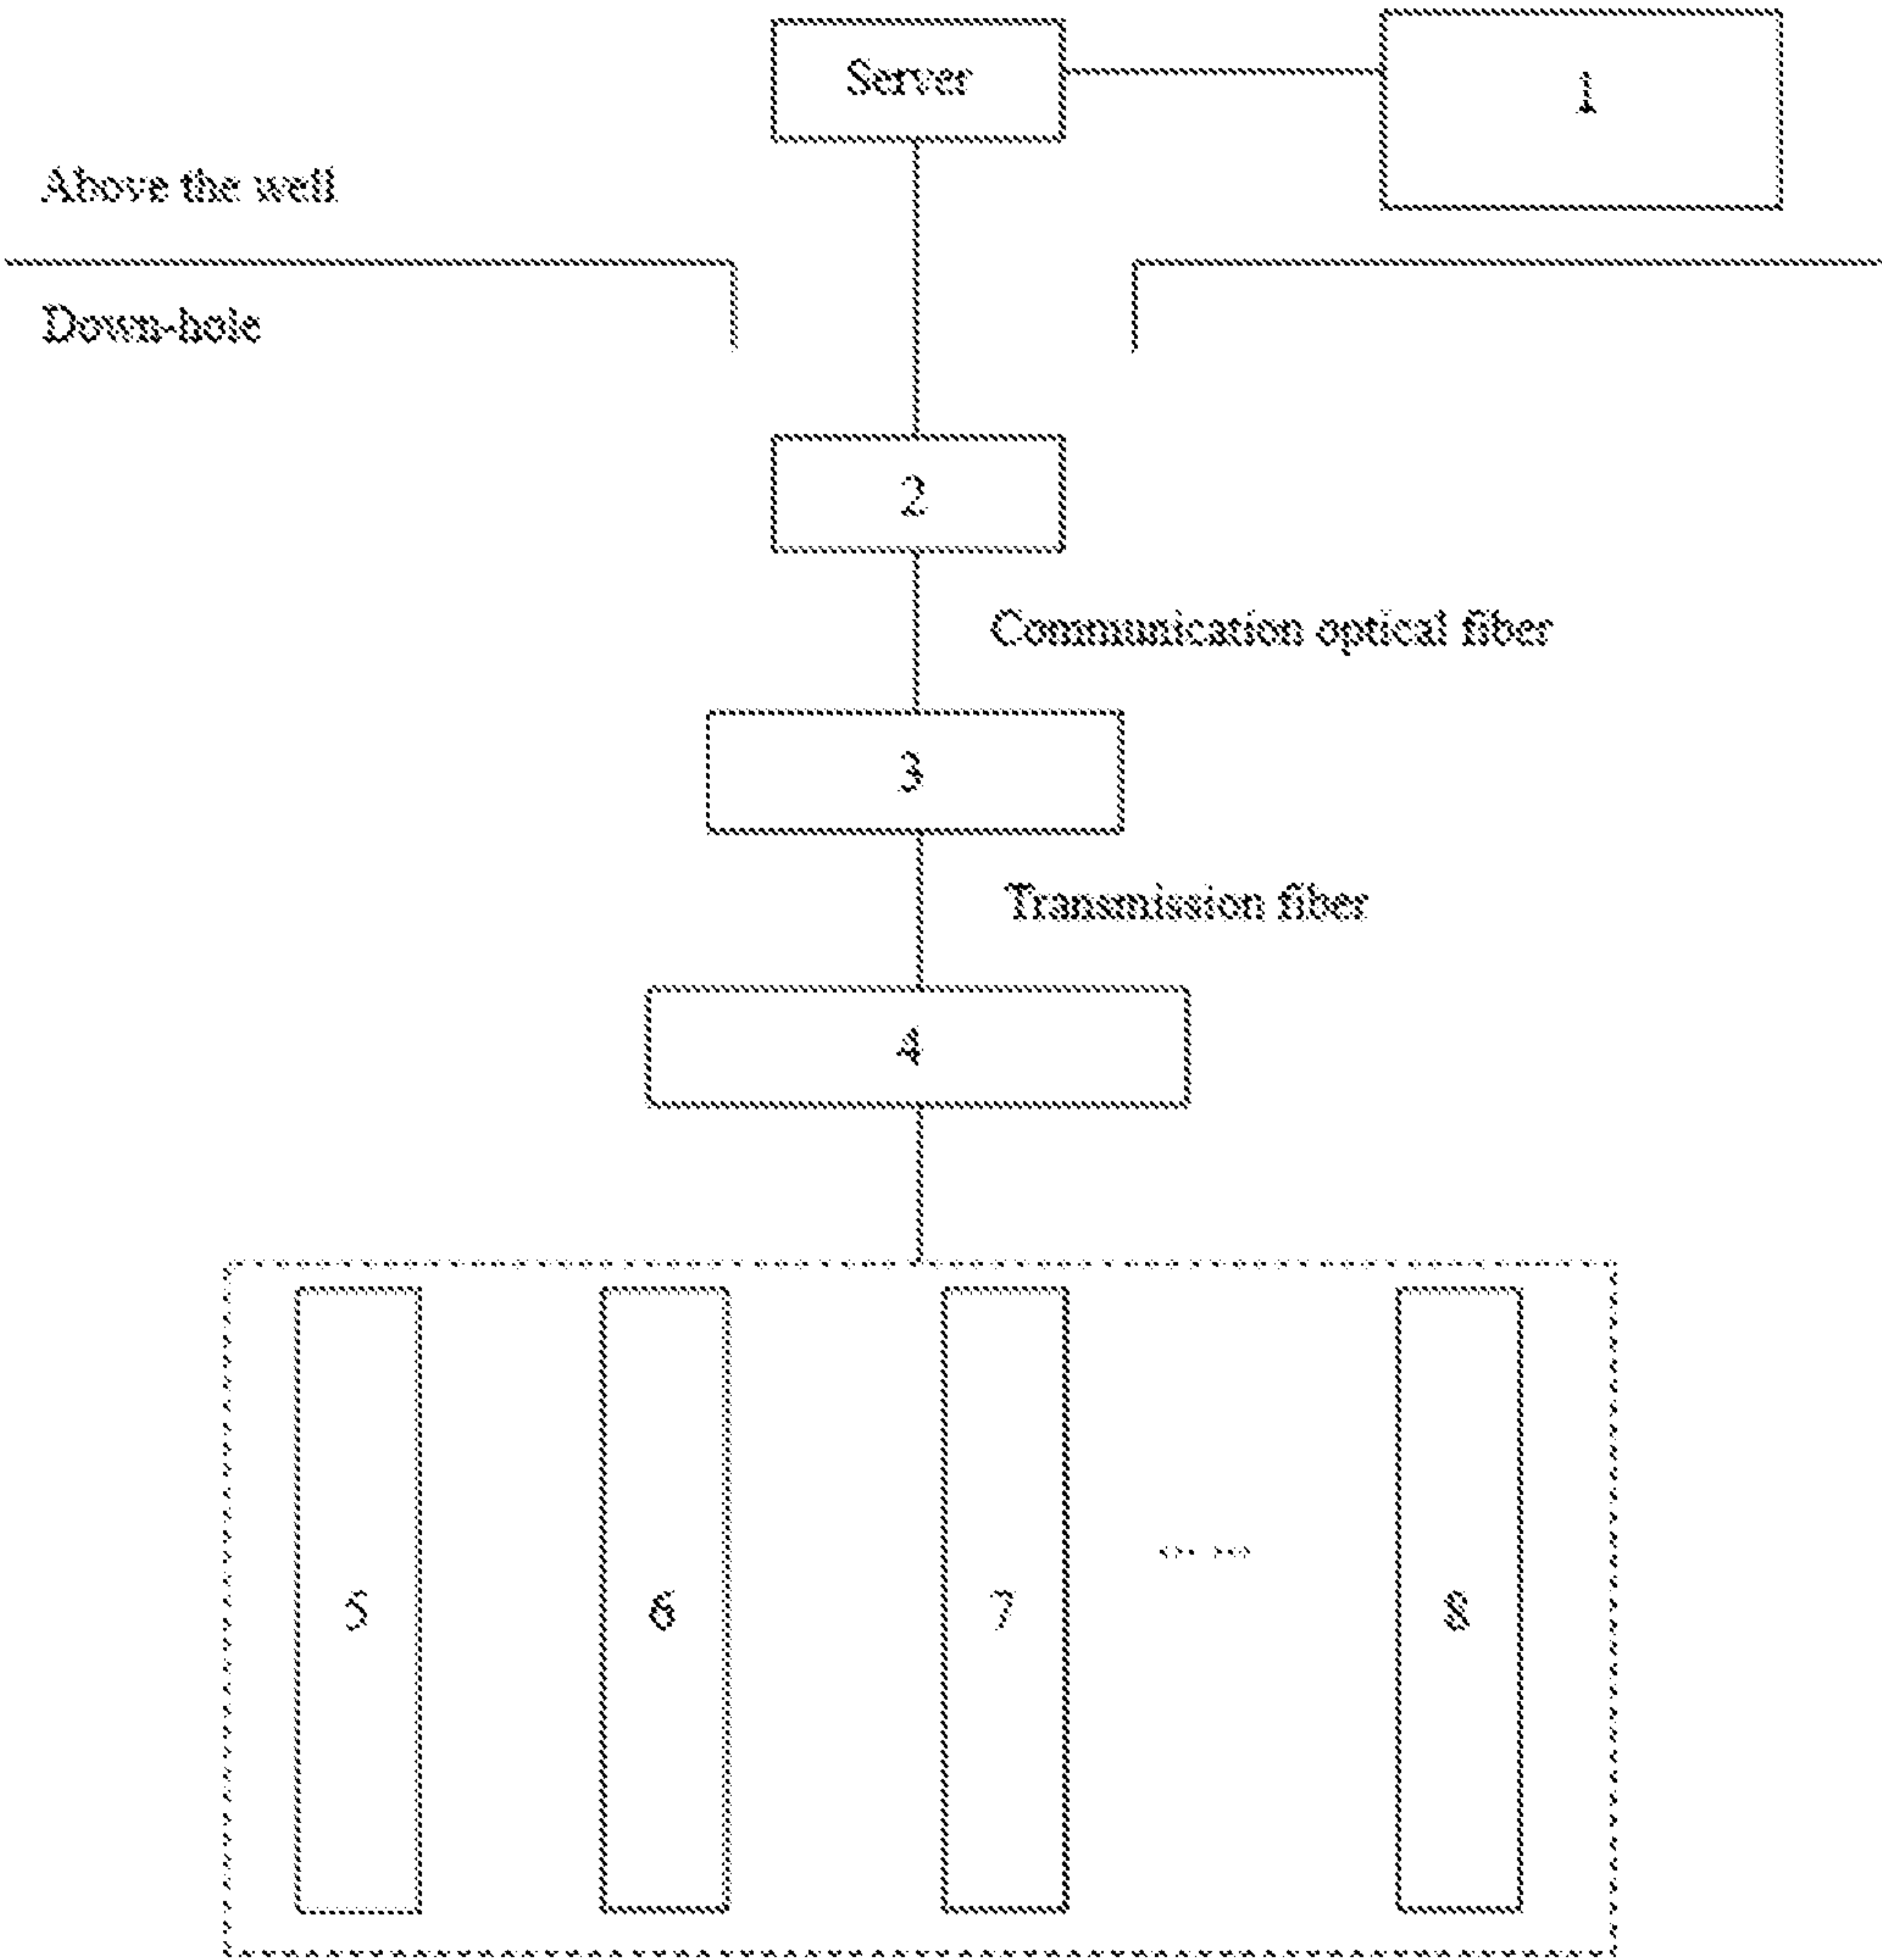 Server
1
Above the well
Down-hole
2
Communication optical fiber
3
Transmission fiber
4
... ...
5
6
7
8